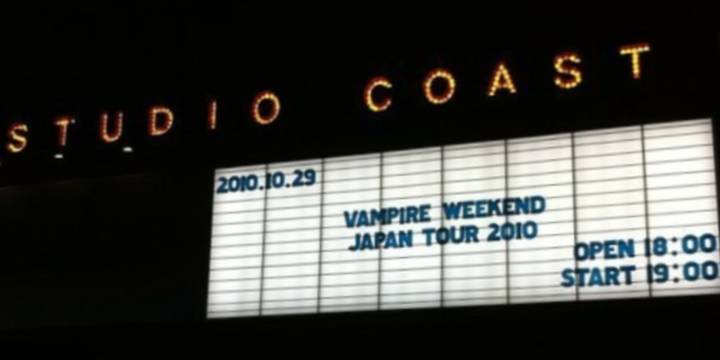 STUDIO COAST
2010.10.29
VAMPIRE WEEKEND
JAPAN TOUR 2010
OPEN 18:00
START 19:00